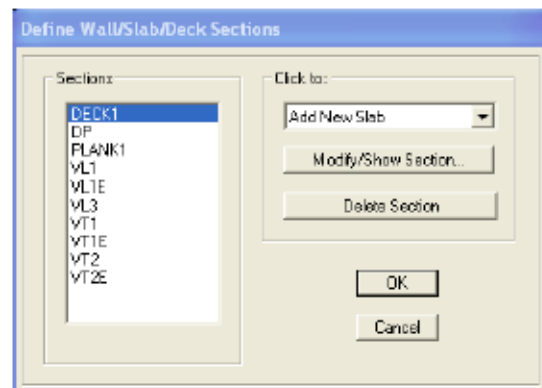 Define Wall/Slab/Deck Sections
Sections
DECK1
DP
PLANK1
VL1
VL1E
VL3
VT1
VT1E
VT2
VT2E
Click to:
Add New Slab
Modify/Show Section...
Delete Section
OK
Cancel